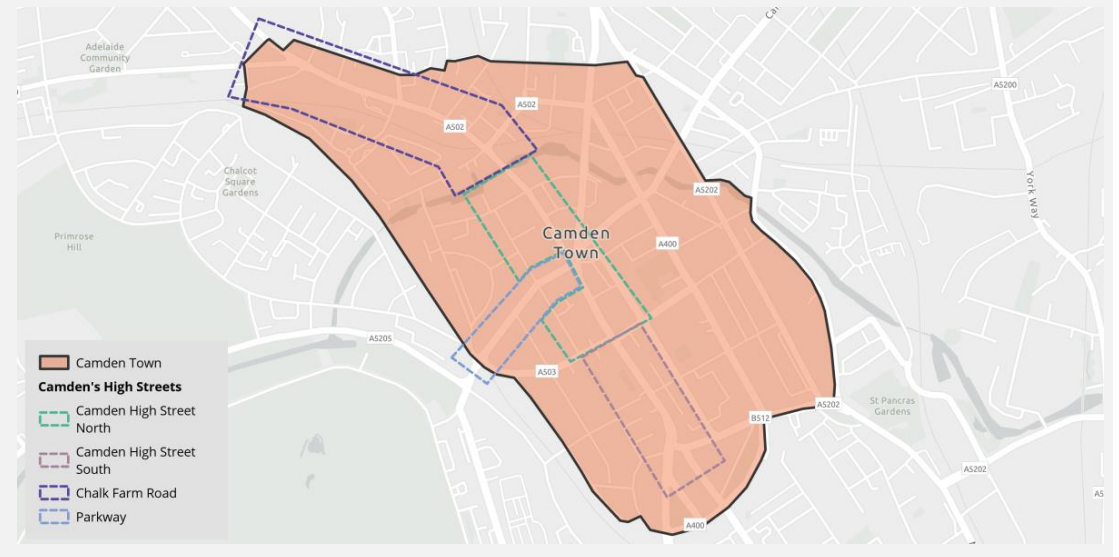 Adelaide
Community
Garden
A5200
A502
A502
Chalcot
Square
Gardens
A5202
York Way
Primrose
Hill
Camden
Town
A400
A5205
A503
St Pancras
Gardens
A5202
B512
A5202
A400
Camden Town
Camden's High Streets
Camden High Street
North
Camden High Street
South
Chalk Farm Road
Parkway